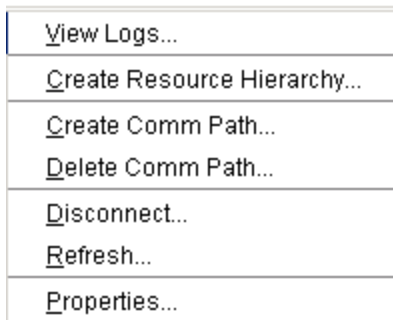 View Logs...
Create Resource Hierarchy...
Create Comm Path...
Delete Comm Path...
Disconnect...
Refresh...
Properties...